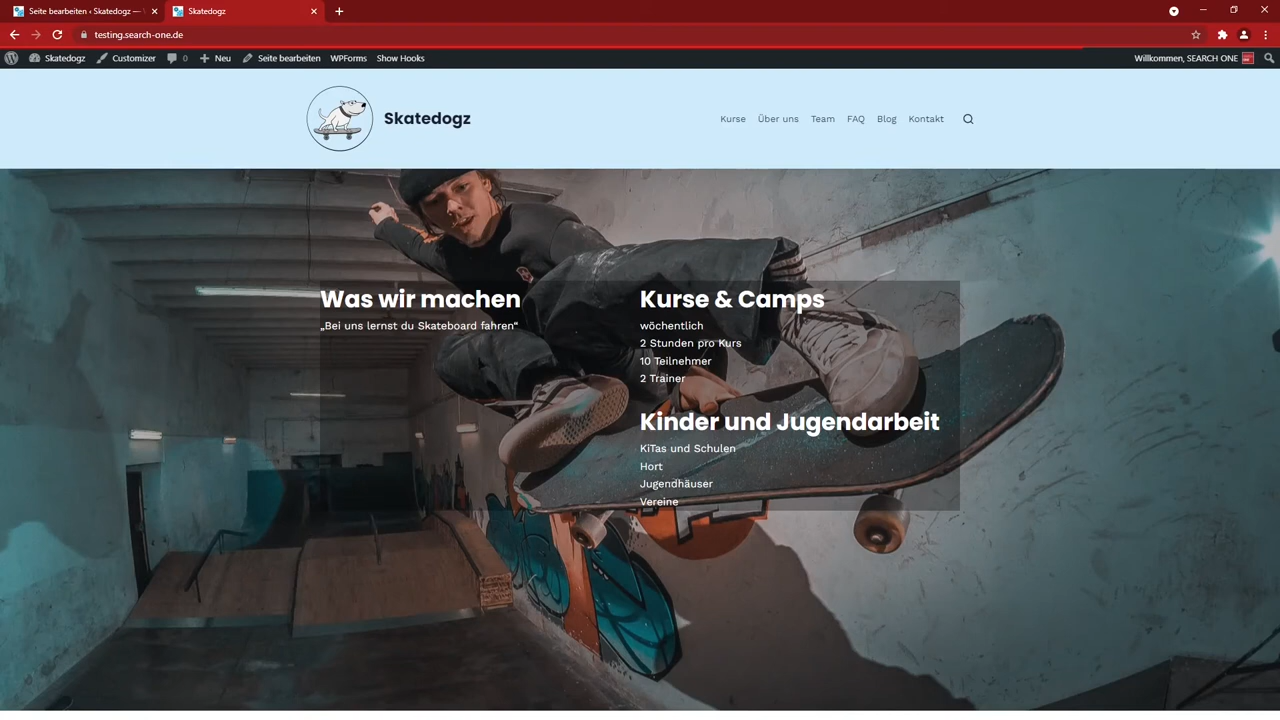 Seite bearbeiten ‹ Skatedogz —
Skatedogz
testing.search-one.de
Skatedogz
Customizer
0
Neu
Seite bearbeiten
WPForms
Show Hooks
Willkommen, SEARCH ONE
Skatedogz
Kurse
Über uns
Team
FAQ
Blog
Kontakt
Was wir machen
„Bei uns lernst du Skateboard fahren“
Kurse & Camps
wöchentlich
2 Stunden pro Kurs
10 Teilnehmer
2 Trainer
Kinder und Jugendarbeit
KiTas und Schulen
Hort
Jugendhäuser
Vereine